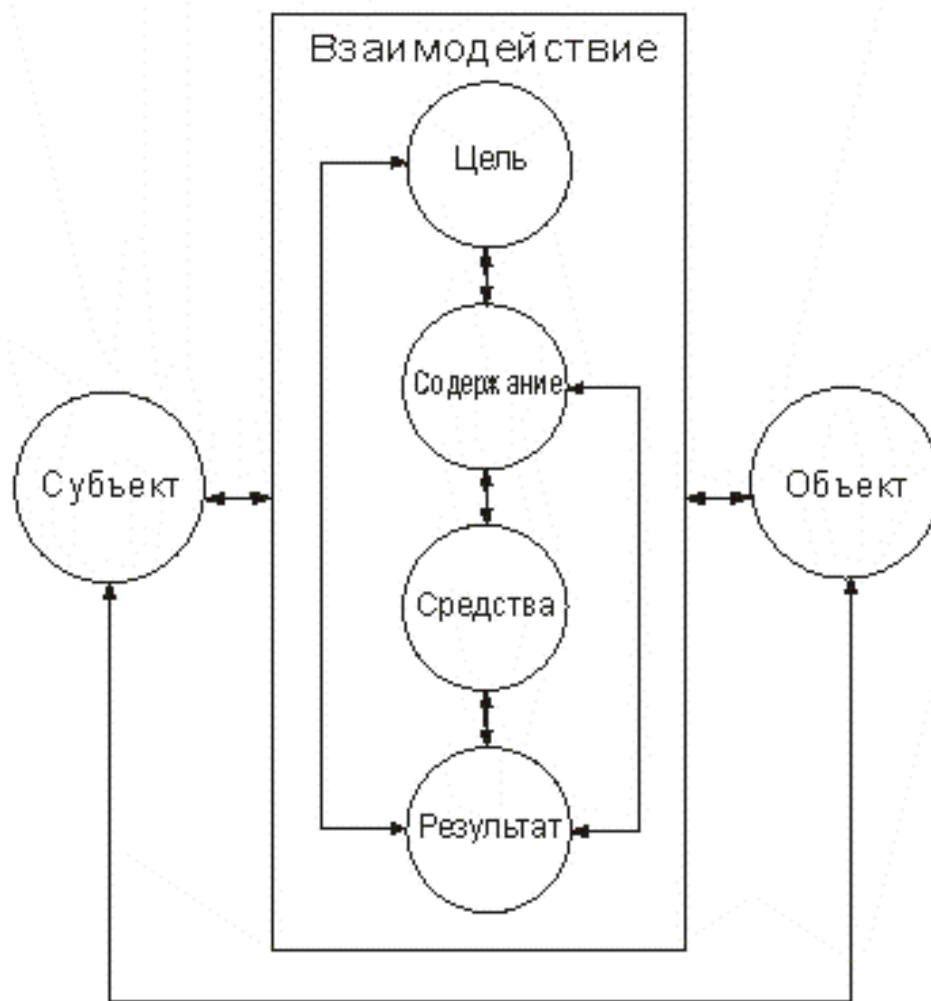 Взаимодействие
Цель
Содержание
Субъект
Объект
Средства
Результат